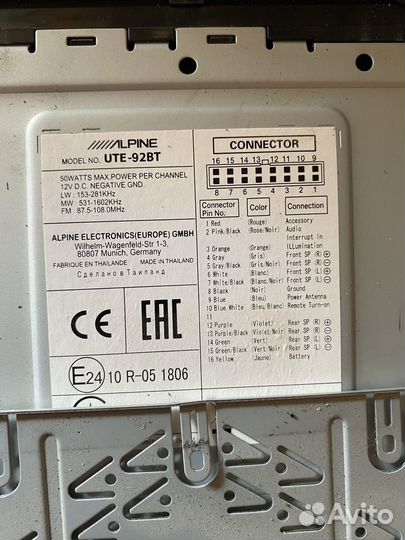 ALPINE
MODEL NO. UTE-92BT
50WATTS MAX.POWER PER CHANNEL
12V D.C. NEGATIVE GND.
LW : 153-281KHz
MW : 531-1602KHz
FM : 87.5-108.0MHz
ALPINE ELECTRONICS(EUROPE) GMBH
Wilhelm-Wagenfeld-Str 1-3,
80807 Munich, Germany
FABRIQUE EN THAILANDE MADE IN THAILAND
Сделано в Таиланд
CE EAC
E24 10 R-05 1806
CONNECTOR
16 15 14 13 12 11 10 9
8 7 6 5 4 3 2 1
Connector Pin No. Color Connection
1 Red (Rouge) Accessory
2 Pink/Black (Rose/Noir) Audio
Interrupt in
3 Orange (Orange) ILLumination
4 Gray (Gris) Front SP (R) ⊕
5 Gray/Black (Gris/Noir) Front SP (R) ⊖
6 White (Blanc) Front SP (L) ⊕
7 White/Black (Blanc/Noir) Front SP (L) ⊖
8 Black (Noir) Ground
9 Blue (Bleu) Power Antenna
10 Blue White (Bleu/Blanc) Remote Turn-on
11
12 Purple (Violet) Rear SP (R) ⊕
13 Purple/Black (Violet/Noir) Rear SP (R) ⊖
14 Green (Vert) Rear SP (L) ⊕
15 Green/Black (Vert/Noir) Rear SP (L) ⊖
16 Yellow (Jaune) Battery
Avito